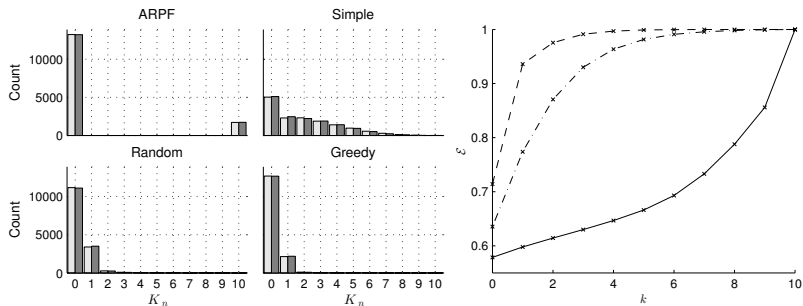 ARPF
Simple
Count
10000
5000
0
Random
Greedy
Count
10000
5000
0
0 1 2 3 4 5 6 7 8 9 10
0 1 2 3 4 5 6 7 8 9 10
K_n
K_n
1
0.9
0.8
0.7
0.6
ℰ
0 2 4 6 8 10
k